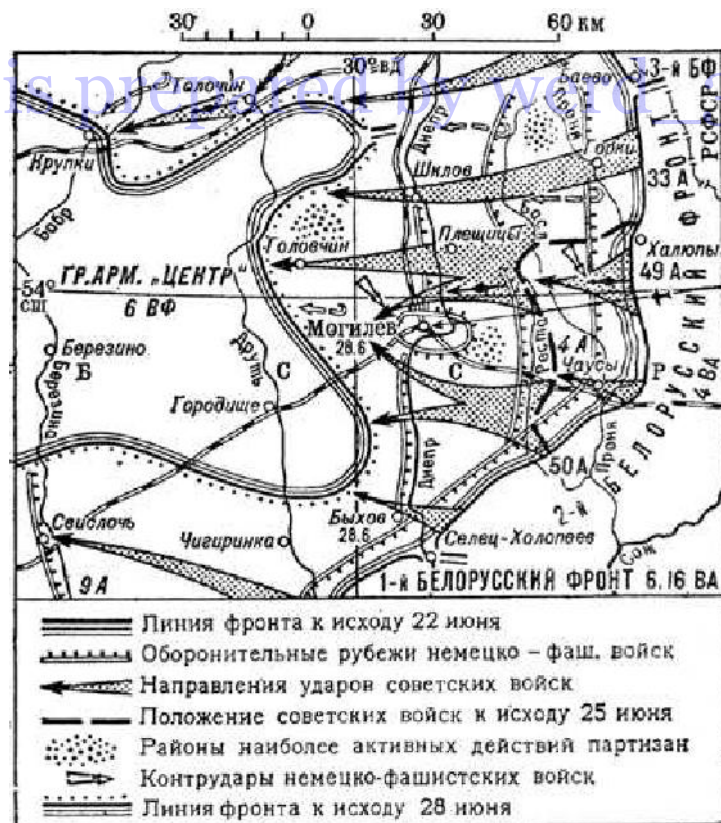 30 0 30 60 км
is prepared by word_
30° вд
3-й БФ
РСФСР
Толочин
Баево
Днепр
Крупки
Шклов
33 А
Бобр
Бася
Плещицы
Халюпы
Головчин
49 А
ГР. АРМ. „ЦЕНТР"
54° сш
6 ВФ
Могилев
28.6
Березино
Друть
Реста
4 А
Чаусы
4 ВА
Б С С Р
Березина
Городище
50 А
Днепр
Проня
2-й БЕЛОРУССКИЙ ФРОНТ
Быхов
28.6
Свислочь
Чигиринка
Селец-Холопеев
Сож
9 А
1-й БЕЛОРУССКИЙ ФРОНТ 6, 16 ВА
Линия фронта к исходу 22 июня
Оборонительные рубежи немецко-фаш. войск
Направления ударов советских войск
Положение советских войск к исходу 25 июня
Районы наиболее активных действий партизан
Контрудары немецко-фашистских войск
Линия фронта к исходу 28 июня